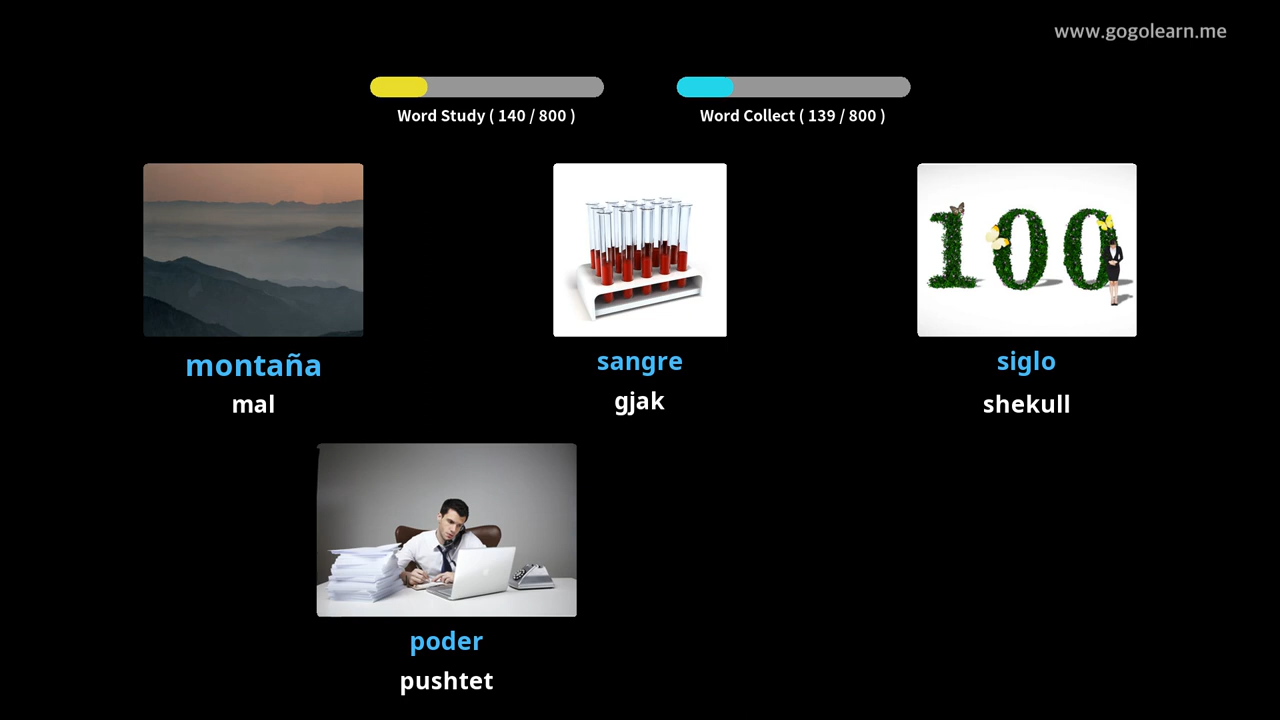 www.gogolearn.me
Word Study ( 140 / 800 )
Word Collect ( 139 / 800 )
100
montaña
mal
sangre
gjak
siglo
shekull
poder
pushtet